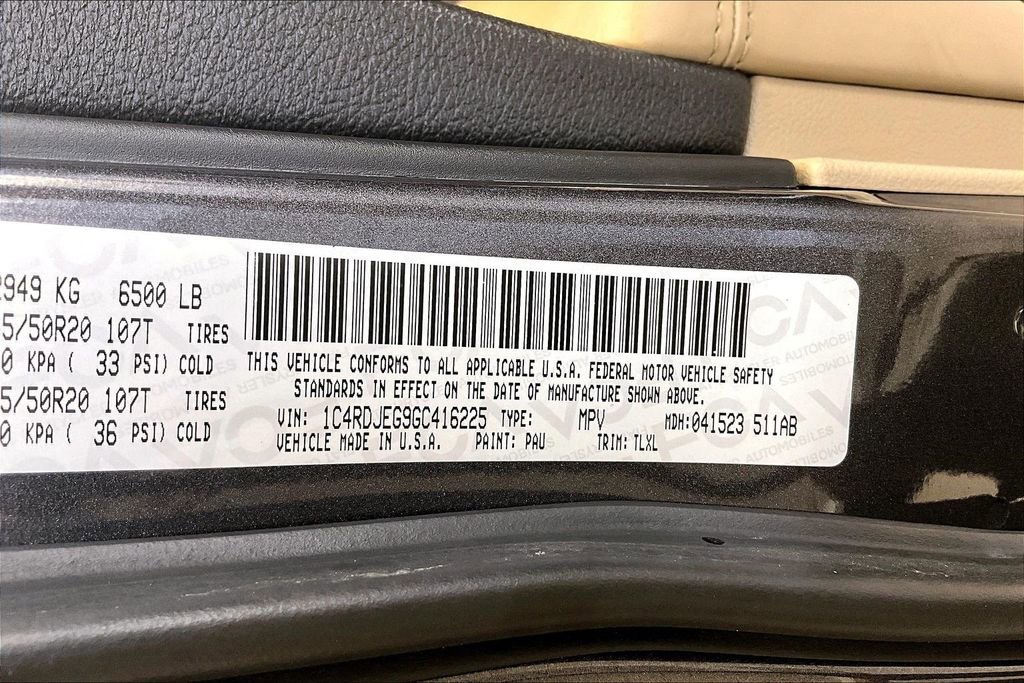 2949 KG 6500 LB
5/50R20 107T TIRES
0 KPA ( 33 PSI) COLD
5/50R20 107T TIRES
0 KPA ( 36 PSI) COLD
THIS VEHICLE CONFORMS TO ALL APPLICABLE U.S.A. FEDERAL MOTOR VEHICLE SAFETY
STANDARDS IN EFFECT ON THE DATE OF MANUFACTURE SHOWN ABOVE.
VIN: 1C4RDJEG9GC416225 TYPE: MPV MDH:041523 511AB
VEHICLE MADE IN U.S.A. PAINT: PAU TRIM: TLXL